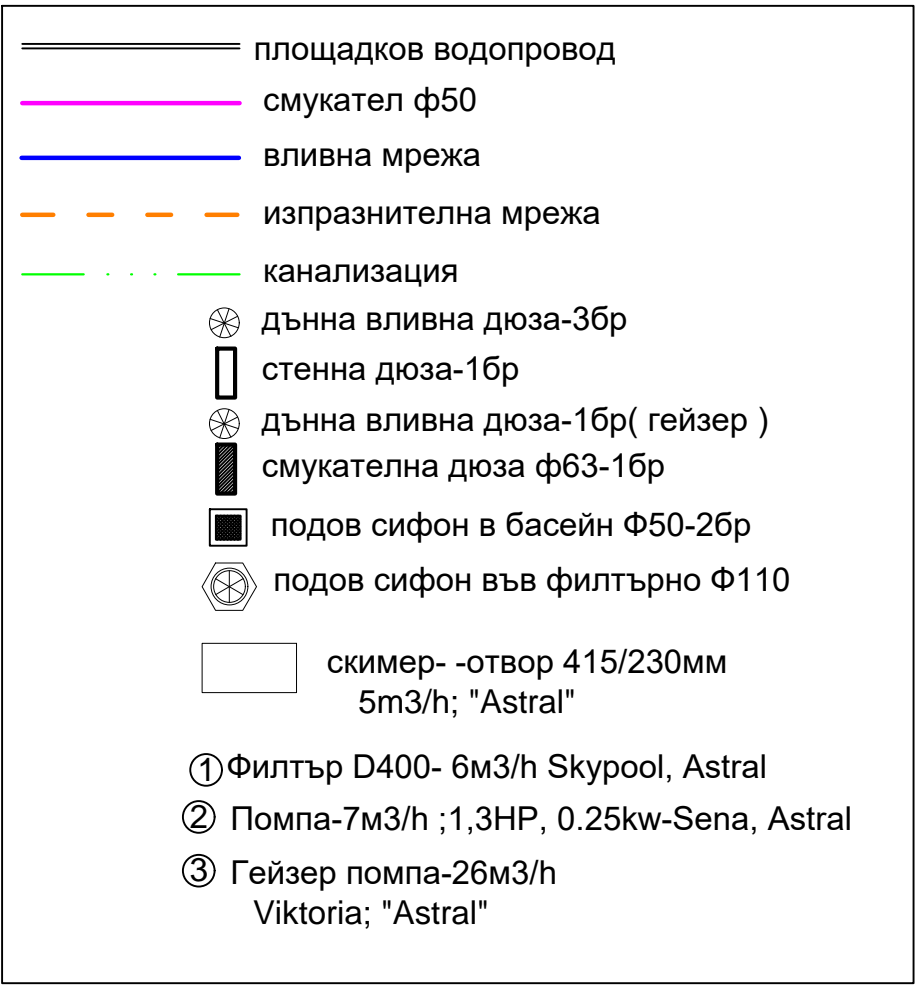 площадков водопровод
смукател ф50
вливна мрежа
изпразнителна мрежа
канализация
дънна вливна дюза-3бр
стенна дюза-1бр
дънна вливна дюза-1бр( гейзер )
смукателна дюза ф63-1бр
подов сифон в басейн Ф50-2бр
подов сифон във филтърно Ф110
скимер- -отвор 415/230мм
5m3/h; "Astral"
1 Филтър D400- 6м3/h Skypool, Astral
2 Помпа-7м3/h ;1,3HP, 0.25kw-Sena, Astral
3 Гейзер помпа-26м3/h
Viktoria; "Astral"